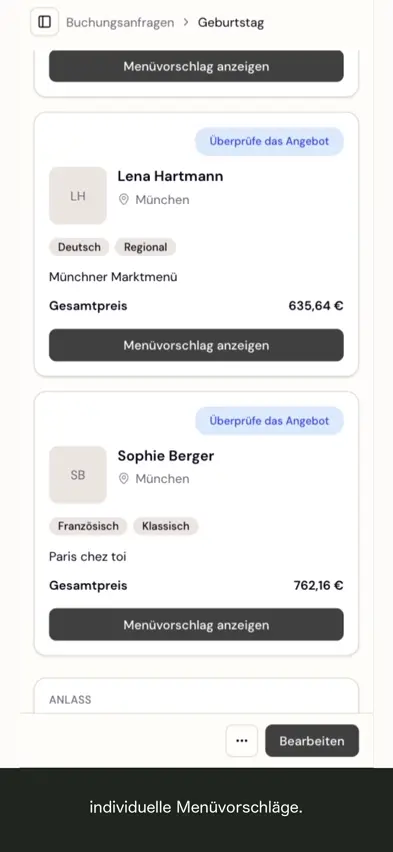 Buchungsanfragen > Geburtstag
Menüvorschlag anzeigen
Überprüfe das Angebot
LH
Lena Hartmann
München
Deutsch Regional
Münchner Marktmenü
Gesamtpreis 635,64 €
Menüvorschlag anzeigen
Überprüfe das Angebot
SB
Sophie Berger
München
Französisch Klassisch
Paris chez toi
Gesamtpreis 762,16 €
Menüvorschlag anzeigen
ANLASS
Bearbeiten
individuelle Menüvorschläge.